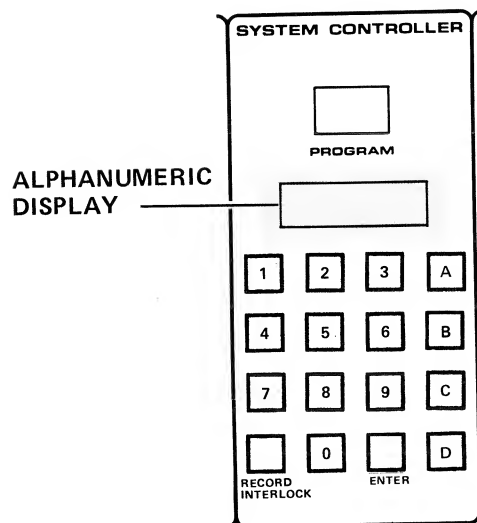 SYSTEM CONTROLLER
PROGRAM
ALPHANUMERIC
DISPLAY
1 2 3 A
4 5 6 B
7 8 9 C
0 D
RECORD
INTERLOCK
ENTER